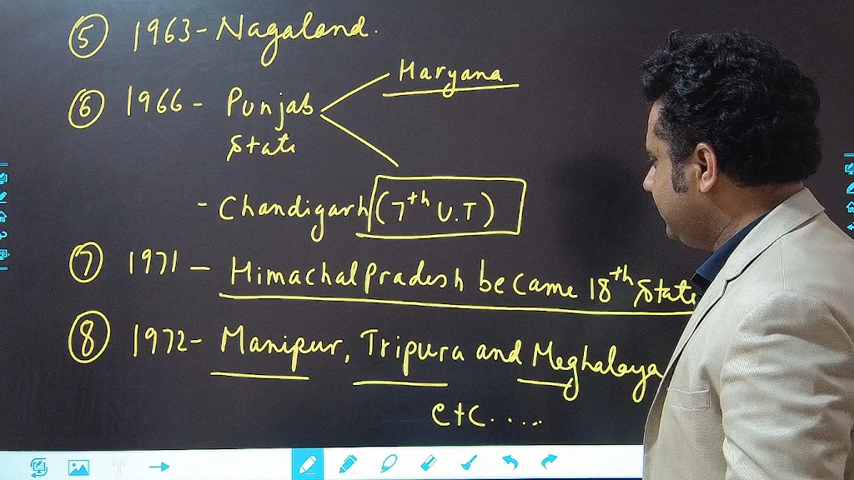 ⑤ 1963 - Nagaland.
⑥ 1966 - Punjab State
Haryana
- Chandigarh (7th U.T)
⑦ 1971 - Himachal Pradesh became 18th State
⑧ 1972 - Manipur, Tripura and Meghalaya
etc.....